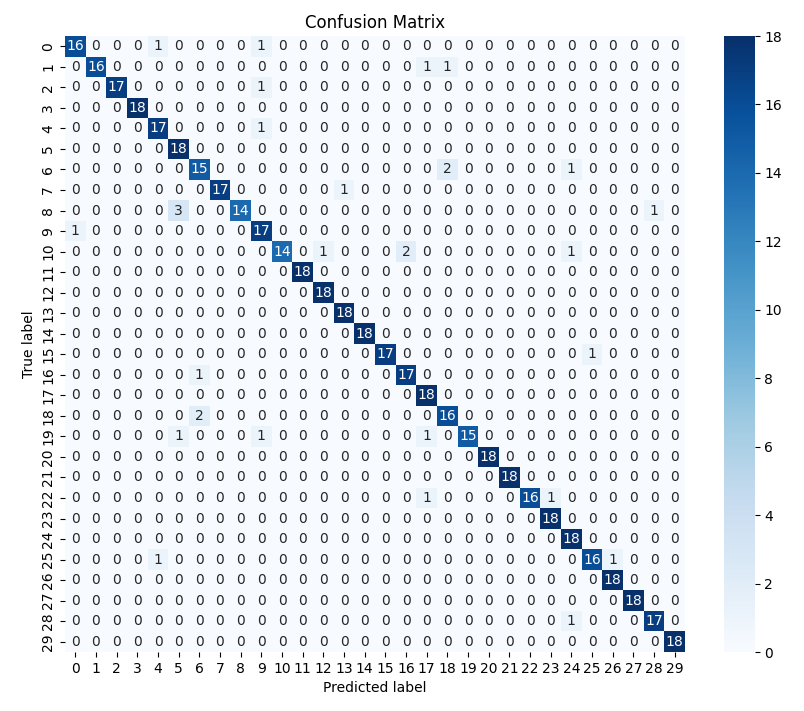 Confusion Matrix
0 16 0 0 0 1 0 0 0 0 1 0 0 0 0 0 0 0 0 0 0 0 0 0 0 0 0 0 0 0 0
1 0 16 0 0 0 0 0 0 0 0 0 0 0 0 0 0 0 1 1 0 0 0 0 0 0 0 0 0 0 0
2 0 0 17 0 0 0 0 0 0 1 0 0 0 0 0 0 0 0 0 0 0 0 0 0 0 0 0 0 0 0
3 0 0 0 18 0 0 0 0 0 0 0 0 0 0 0 0 0 0 0 0 0 0 0 0 0 0 0 0 0 0
4 0 0 0 0 17 0 0 0 0 1 0 0 0 0 0 0 0 0 0 0 0 0 0 0 0 0 0 0 0 0
5 0 0 0 0 0 18 0 0 0 0 0 0 0 0 0 0 0 0 0 0 0 0 0 0 0 0 0 0 0 0
6 0 0 0 0 0 0 15 0 0 0 0 0 0 0 0 0 0 0 2 0 0 0 0 0 1 0 0 0 0 0
7 0 0 0 0 0 0 0 17 0 0 0 0 0 1 0 0 0 0 0 0 0 0 0 0 0 0 0 0 0 0
8 0 0 0 0 0 3 0 0 14 0 0 0 0 0 0 0 0 0 0 0 0 0 0 0 0 0 0 0 1 0
9 1 0 0 0 0 0 0 0 0 17 0 0 0 0 0 0 0 0 0 0 0 0 0 0 0 0 0 0 0 0
10 0 0 0 0 0 0 0 0 0 0 14 0 1 0 0 0 2 0 0 0 0 0 0 0 1 0 0 0 0 0
11 0 0 0 0 0 0 0 0 0 0 0 18 0 0 0 0 0 0 0 0 0 0 0 0 0 0 0 0 0 0
12 0 0 0 0 0 0 0 0 0 0 0 0 18 0 0 0 0 0 0 0 0 0 0 0 0 0 0 0 0 0
13 0 0 0 0 0 0 0 0 0 0 0 0 0 18 0 0 0 0 0 0 0 0 0 0 0 0 0 0 0 0
14 0 0 0 0 0 0 0 0 0 0 0 0 0 0 18 0 0 0 0 0 0 0 0 0 0 0 0 0 0 0
15 0 0 0 0 0 0 0 0 0 0 0 0 0 0 0 17 0 0 0 0 0 0 0 0 0 1 0 0 0 0
16 0 0 0 0 0 0 1 0 0 0 0 0 0 0 0 0 17 0 0 0 0 0 0 0 0 0 0 0 0 0
17 0 0 0 0 0 0 0 0 0 0 0 0 0 0 0 0 0 18 0 0 0 0 0 0 0 0 0 0 0 0
18 0 0 0 0 0 0 2 0 0 0 0 0 0 0 0 0 0 0 16 0 0 0 0 0 0 0 0 0 0 0
19 0 0 0 0 0 1 0 0 0 1 0 0 0 0 0 0 0 1 0 15 0 0 0 0 0 0 0 0 0 0
20 0 0 0 0 0 0 0 0 0 0 0 0 0 0 0 0 0 0 0 0 18 0 0 0 0 0 0 0 0 0
21 0 0 0 0 0 0 0 0 0 0 0 0 0 0 0 0 0 0 0 0 0 18 0 0 0 0 0 0 0 0
22 0 0 0 0 0 0 0 0 0 0 0 0 0 0 0 0 0 1 0 0 0 0 16 1 0 0 0 0 0 0
23 0 0 0 0 0 0 0 0 0 0 0 0 0 0 0 0 0 0 0 0 0 0 0 18 0 0 0 0 0 0
24 0 0 0 0 0 0 0 0 0 0 0 0 0 0 0 0 0 0 0 0 0 0 0 0 18 0 0 0 0 0
25 0 0 0 0 1 0 0 0 0 0 0 0 0 0 0 0 0 0 0 0 0 0 0 0 0 16 1 0 0 0
26 0 0 0 0 0 0 0 0 0 0 0 0 0 0 0 0 0 0 0 0 0 0 0 0 0 0 18 0 0 0
27 0 0 0 0 0 0 0 0 0 0 0 0 0 0 0 0 0 0 0 0 0 0 0 0 0 0 0 18 0 0
28 0 0 0 0 0 0 0 0 0 0 0 0 0 0 0 0 0 0 0 0 0 0 0 0 1 0 0 0 17 0
29 0 0 0 0 0 0 0 0 0 0 0 0 0 0 0 0 0 0 0 0 0 0 0 0 0 0 0 0 0 18
0 1 2 3 4 5 6 7 8 9 10 11 12 13 14 15 16 17 18 19 20 21 22 23 24 25 26 27 28 29
Predicted label
True label
18
16
14
12
10
8
6
4
2
0